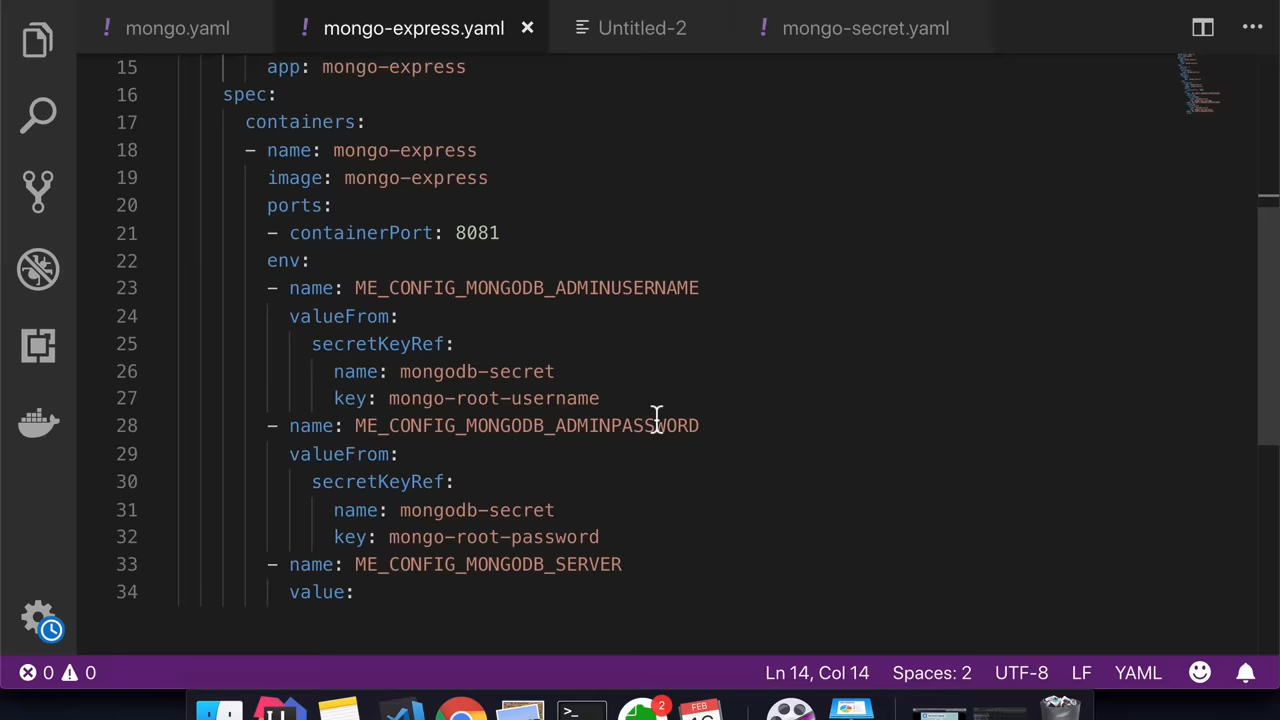 ! mongo.yaml
! mongo-express.yaml ×
Untitled-2
! mongo-secret.yaml
15 app: mongo-express
16 spec:
17 containers:
18 - name: mongo-express
19 image: mongo-express
20 ports:
21 - containerPort: 8081
22 env:
23 - name: ME_CONFIG_MONGODB_ADMINUSERNAME
24 valueFrom:
25 secretKeyRef:
26 name: mongodb-secret
27 key: mongo-root-username
28 - name: ME_CONFIG_MONGODB_ADMINPASSWORD
29 valueFrom:
30 secretKeyRef:
31 name: mongodb-secret
32 key: mongo-root-password
33 - name: ME_CONFIG_MONGODB_SERVER
34 value:
0 0 Ln 14, Col 14 Spaces: 2 UTF-8 LF YAML
2
FEB